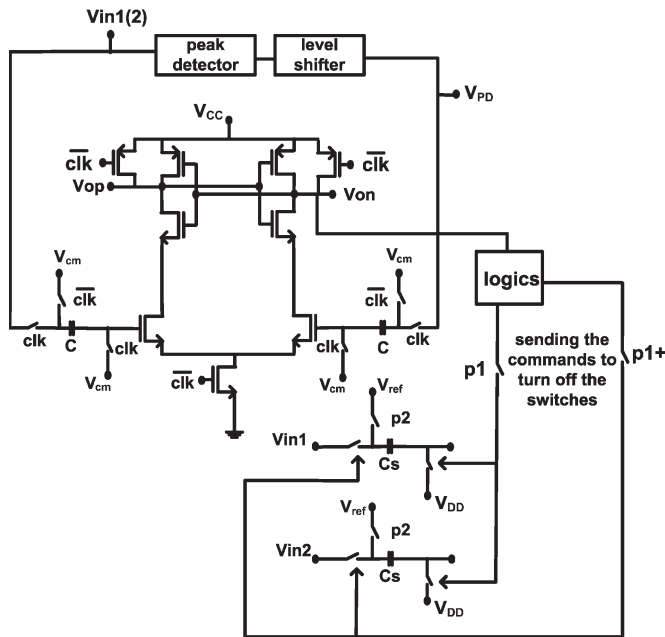 Vin1(2)
peak
detector
level
shifter
VPD
VCC
clk
clk
Vop
Von
Vcm
clk
clk
C
clk
Vcm
Vcm
clk
clk
C
clk
Vcm
clk
logics
sending the
commands to
turn off the
switches
p1
p1+
Vref
p2
Vin1
Cs
VDD
Vref
p2
Vin2
Cs
VDD